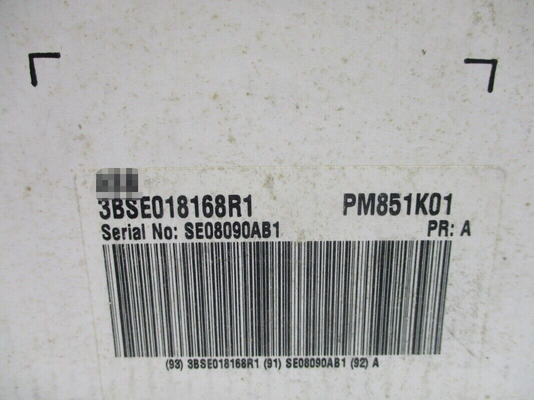 3BSE018168R1 PM851K01
Serial No: SE08090AB1 PR: A
(93) 3BSE018168R1 (91) SE08090AB1 (92) A